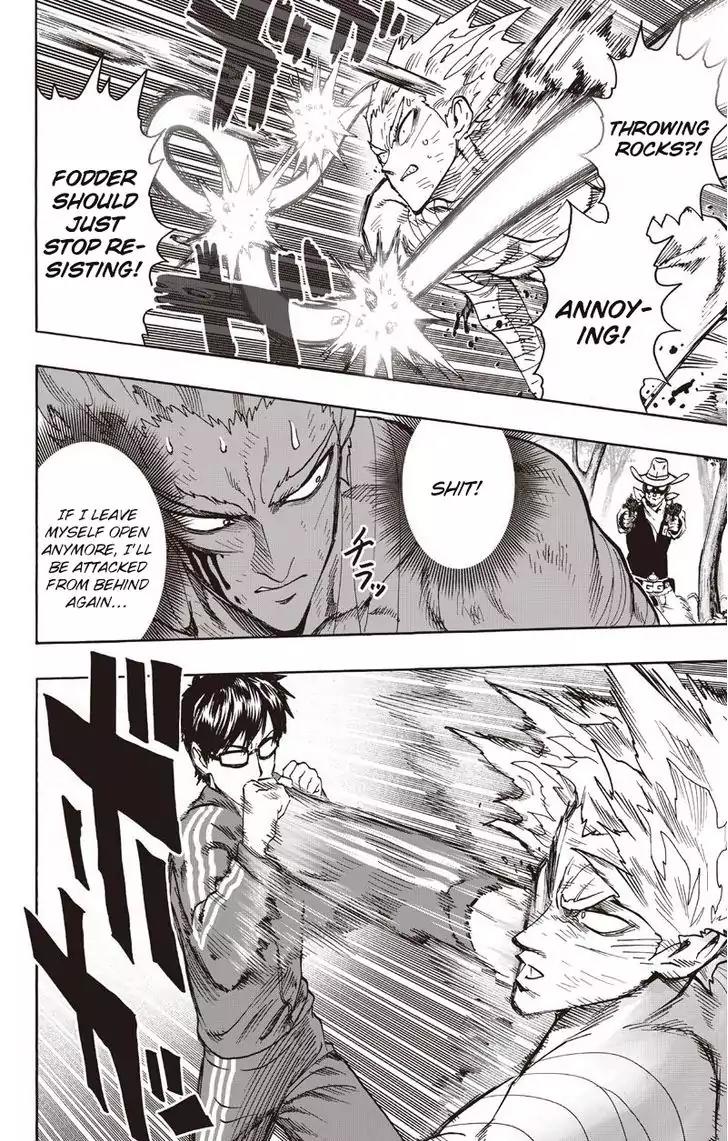 THROWING
ROCKS?!
ANNOY-
ING!
FODDER
SHOULD
JUST
STOP RE-
SISTING!
SHIT!
チラッ
IF I LEAVE
MYSELF OPEN
ANYMORE, I'LL
BE ATTACKED
FROM BEHIND
AGAIN...